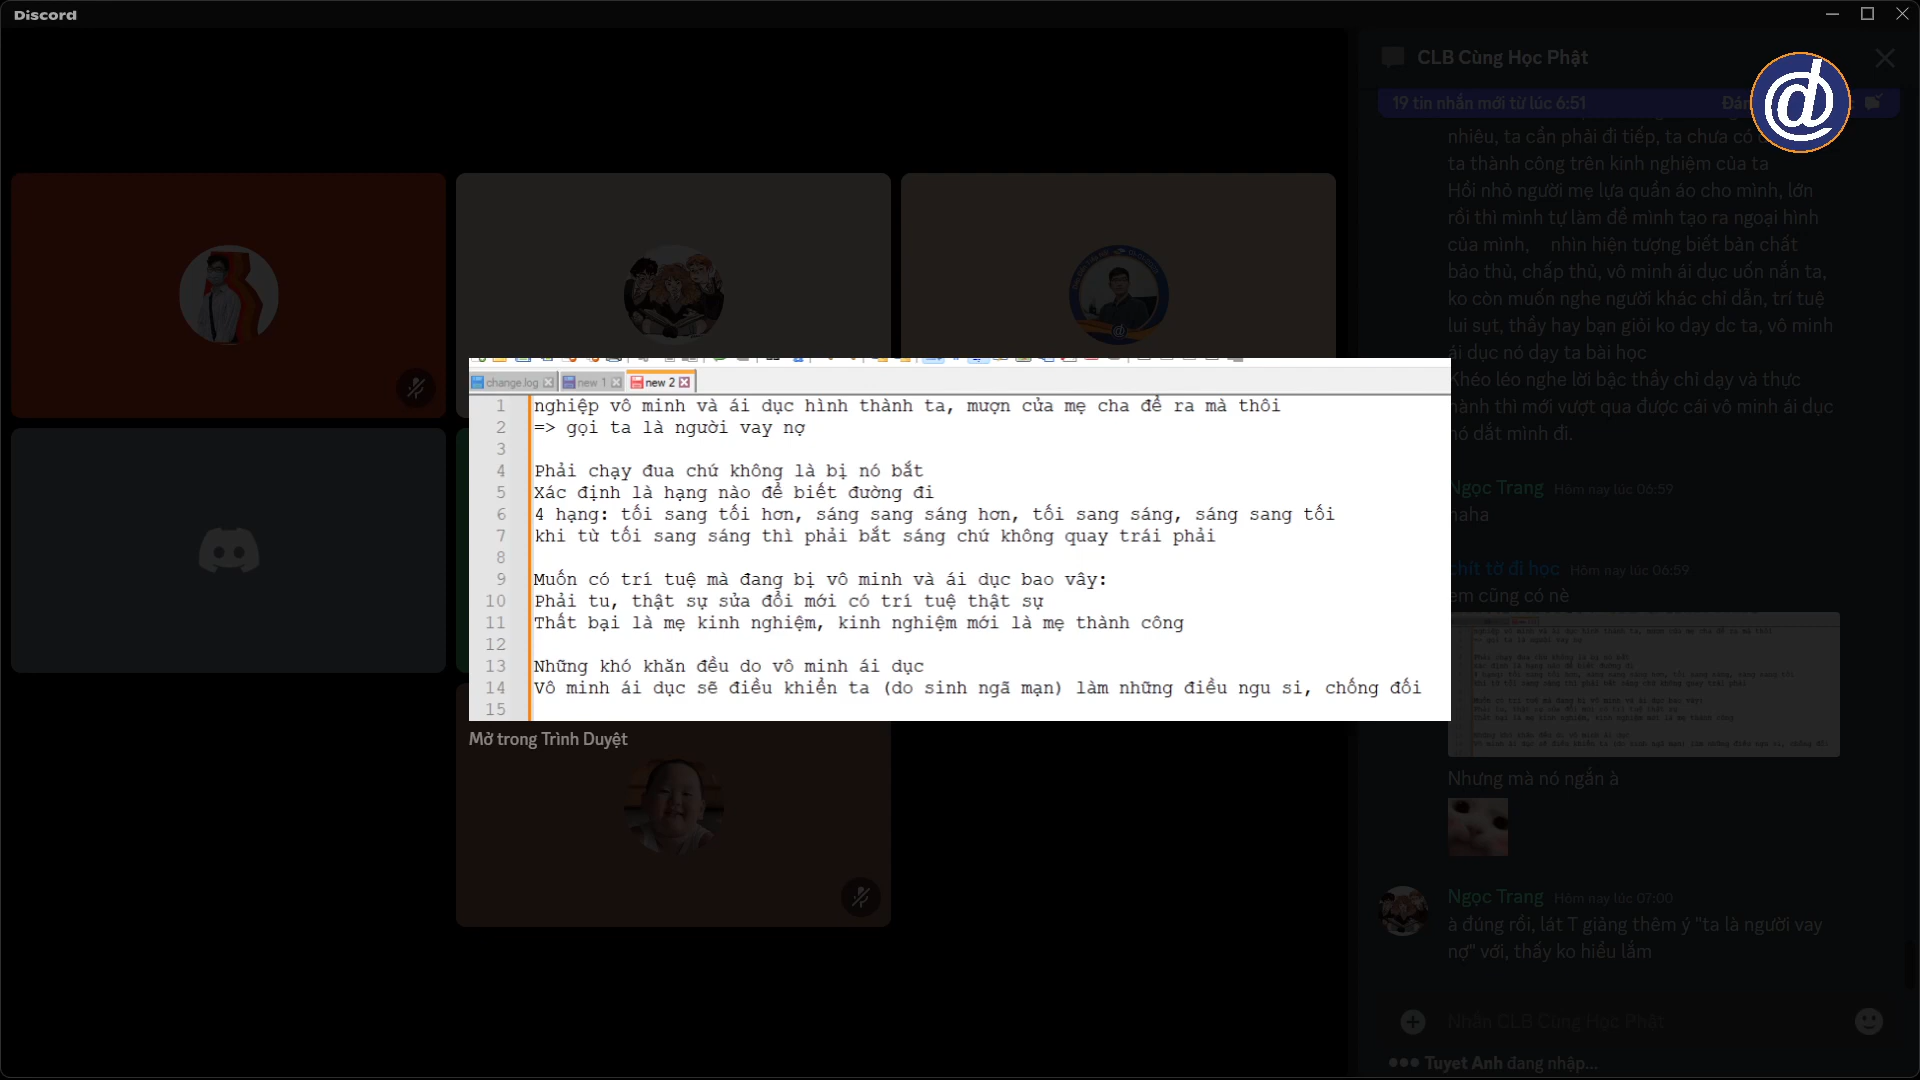 Discord
CLB Cùng Học Phật
19 tin nhắn mới từ lúc 6:51
nhiêu, ta cần phải đi tiếp, ta chưa có
ta thành công trên kinh nghiệm của ta
Hồi nhỏ người mẹ lựa quần áo cho mình, lớn
rồi thì mình tự làm để mình tạo ra ngoại hình
của mình, nhìn hiện tượng biết bản chất
bảo thủ, chấp thủ, vô minh ái dục uốn nắn ta,
ko còn muốn nghe người khác chỉ dẫn, trí tuệ
lui sụt, thầy hay bạn giỏi ko dạy dc ta, vô minh
ái dục nó dạy ta bài học
Khéo léo nghe lời bậc thầy chỉ dạy và thực
hành thì mới vượt qua được cái vô minh ái dục
nó dắt mình đi.
Ngọc Trang Hôm nay lúc 06:59
haha
chít tờ đi học Hôm nay lúc 06:59
em cũng có nè
Nhưng mà nó ngắn à
Ngọc Trang Hôm nay lúc 07:00
à đúng rồi, lát T giảng thêm ý "ta là người vay
nợ" với, thấy ko hiểu lắm
Nhắn CLB Cùng Học Phật
Tuyet Anh đang nhập...
change.log new 1 new 2
1 nghiệp vô minh và ái dục hình thành ta, mượn của mẹ cha để ra mà thôi
2 => gọi ta là người vay nợ
3
4 Phải chạy đua chứ không là bị nó bắt
5 Xác định là hạng nào để biết đường đi
6 4 hạng: tối sang tối hơn, sáng sang sáng hơn, tối sang sáng, sáng sang tối
7 khi từ tối sang sáng thì phải bắt sáng chứ không quay trái phải
8
9 Muốn có trí tuệ mà đang bị vô minh và ái dục bao vây:
10 Phải tu, thật sự sửa đổi mới có trí tuệ thật sự
11 Thất bại là mẹ kinh nghiệm, kinh nghiệm mới là mẹ thành công
12
13 Những khó khăn đều do vô minh ái dục
14 Vô minh ái dục sẽ điều khiển ta (do sinh ngã mạn) làm những điều ngu si, chống đối
15
Mở trong Trình Duyệt